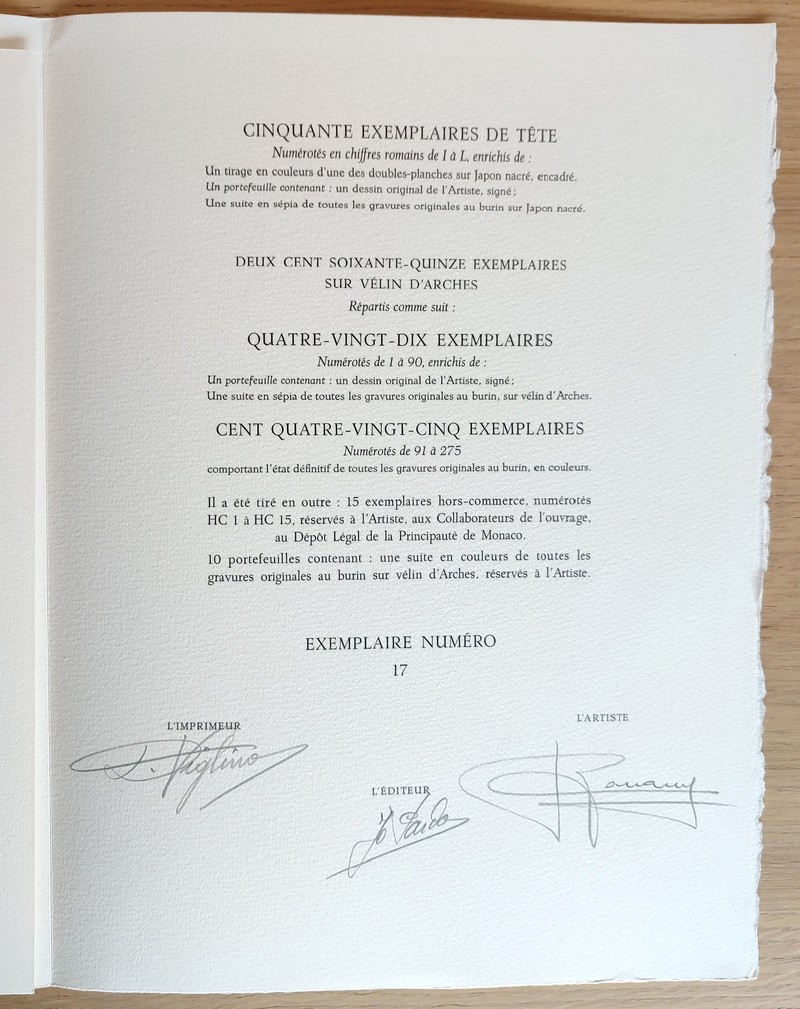 CINQUANTE EXEMPLAIRES DE TÊTE
Numérotés en chiffres romains de I à L, enrichis de :
Un tirage en couleurs d'une des doubles-planches sur Japon nacré, encadré.
Un portefeuille contenant : un dessin original de l'Artiste, signé ;
Une suite en sépia de toutes les gravures originales au burin sur Japon nacré.
DEUX CENT SOIXANTE-QUINZE EXEMPLAIRES
SUR VÉLIN D'ARCHES
Répartis comme suit :
QUATRE-VINGT-DIX EXEMPLAIRES
Numérotés de 1 à 90, enrichis de :
Un portefeuille contenant : un dessin original de l'Artiste, signé ;
Une suite en sépia de toutes les gravures originales au burin, sur vélin d'Arches.
CENT QUATRE-VINGT-CINQ EXEMPLAIRES
Numérotés de 91 à 275
comportant l'état définitif de toutes les gravures originales au burin, en couleurs.
Il a été tiré en outre : 15 exemplaires hors-commerce, numérotés
HC 1 à HC 15, réservés à l'Artiste, aux Collaborateurs de l'ouvrage,
au Dépôt Légal de la Principauté de Monaco.
10 portefeuilles contenant : une suite en couleurs de toutes les
gravures originales au burin sur vélin d'Arches, réservés à l'Artiste.
EXEMPLAIRE NUMÉRO
17
L'IMPRIMEUR
L'ARTISTE
Viglino
L'ÉDITEUR